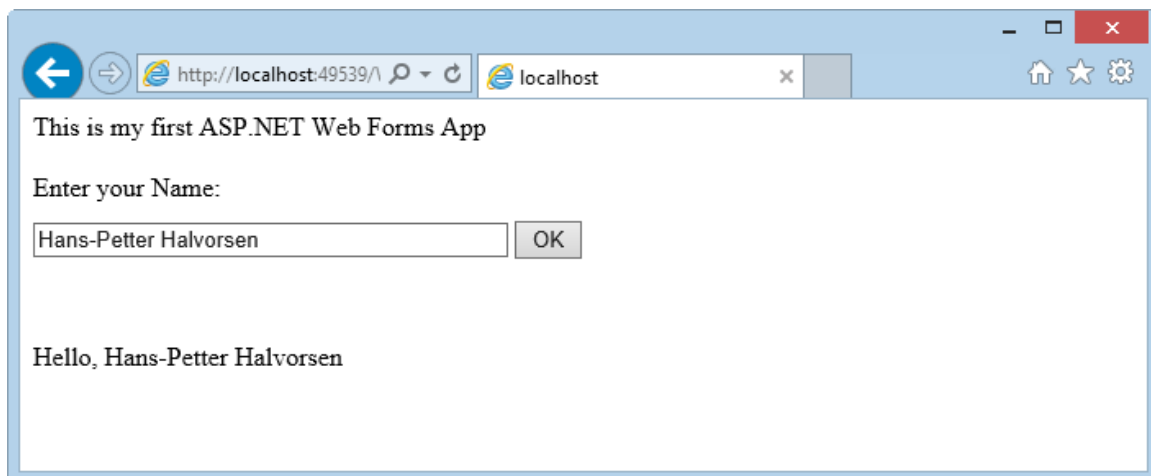 http://localhost:49539/\ localhost
This is my first ASP.NET Web Forms App
Enter your Name:
Hans-Petter Halvorsen OK
Hello, Hans-Petter Halvorsen